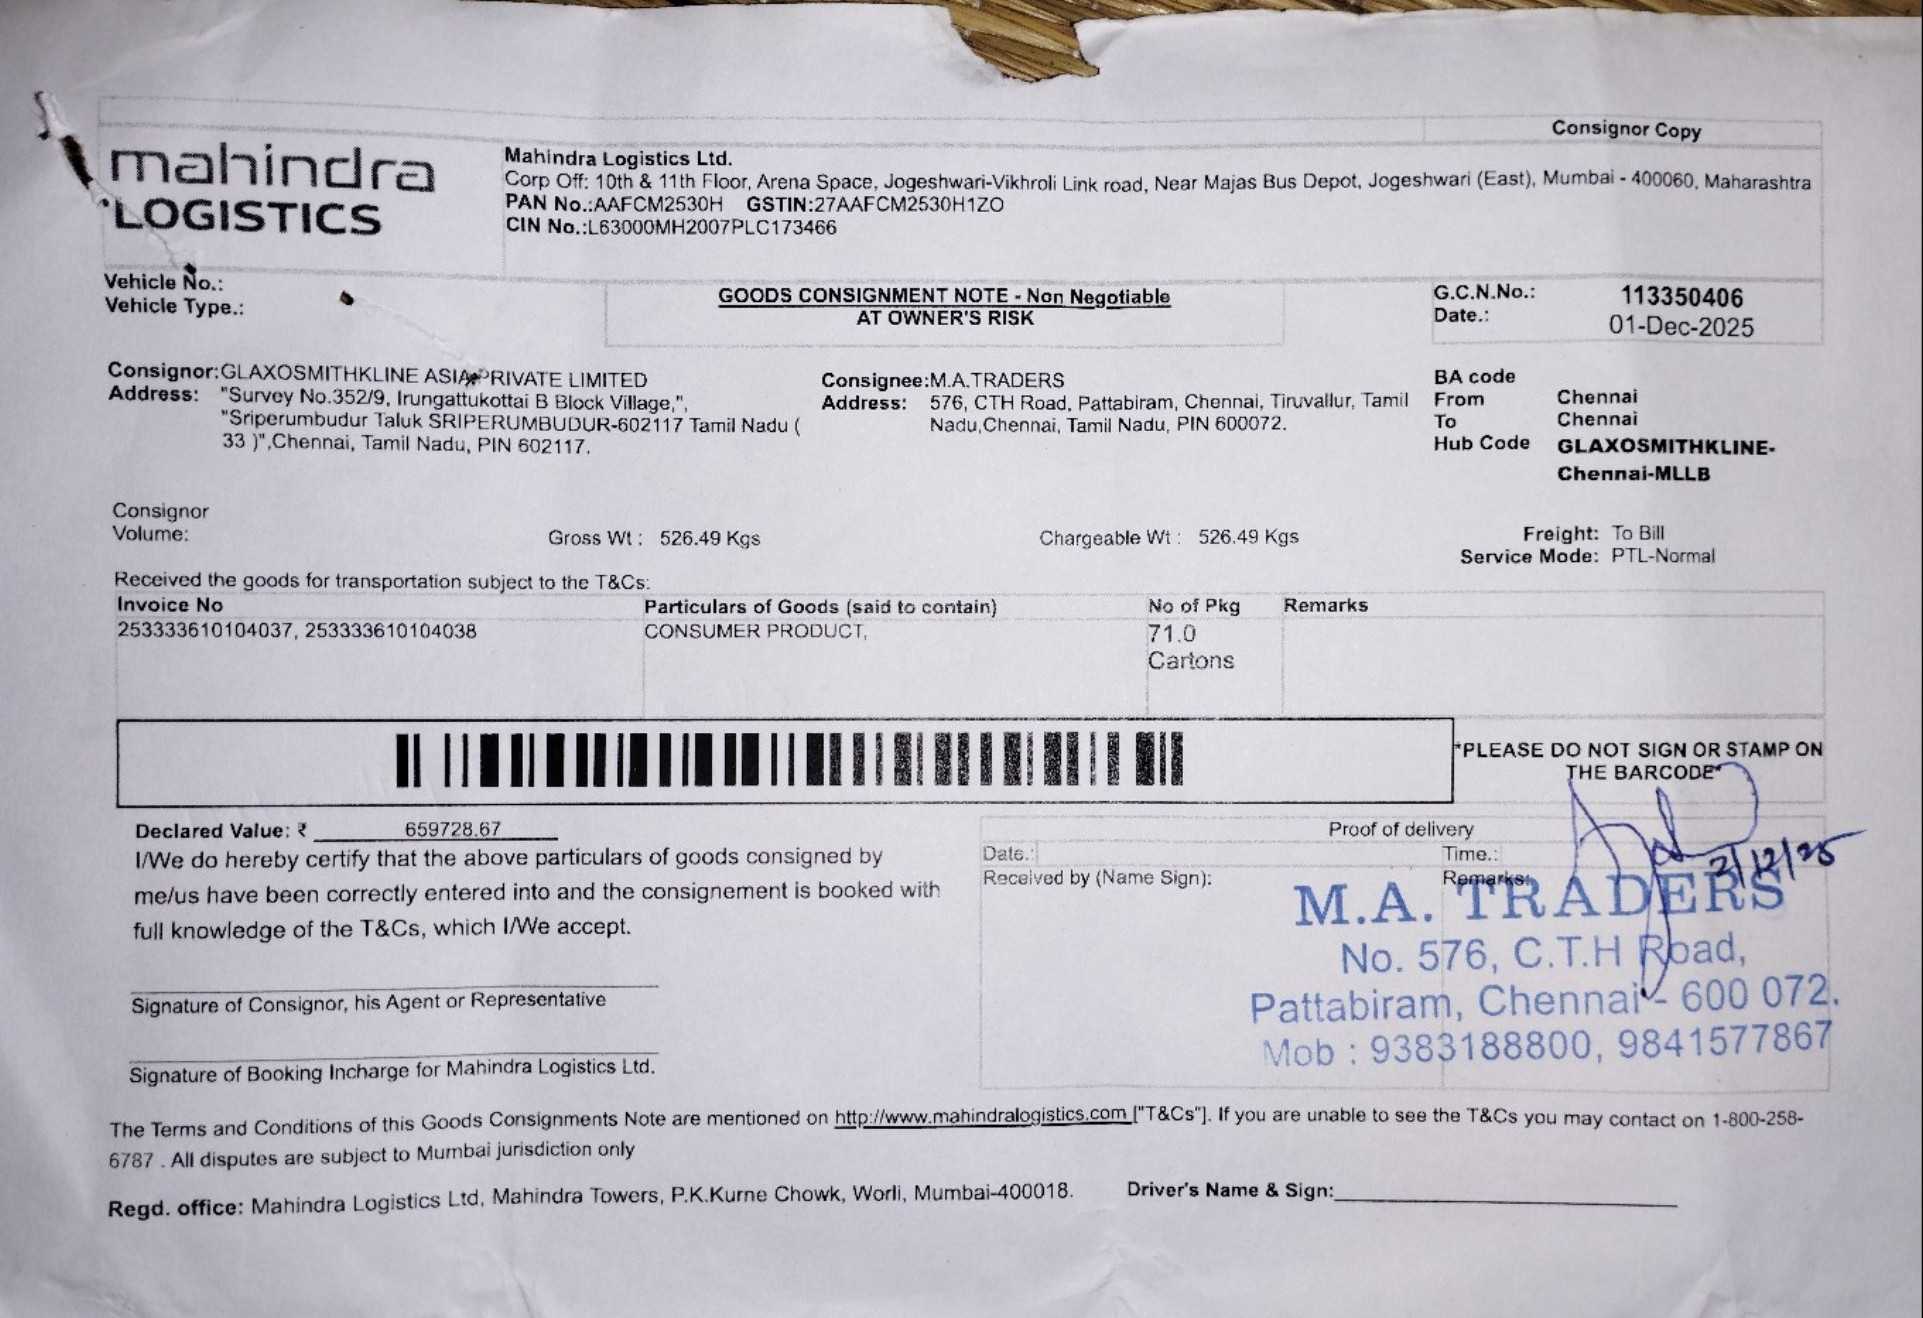 Consignor Copy
mahindra
LOGISTICS
Mahindra Logistics Ltd.
Corp Off: 10th & 11th Floor, Arena Space, Jogeshwari-Vikhroli Link road, Near Majas Bus Depot, Jogeshwari (East), Mumbai - 400060, Maharashtra
PAN No.:AAFCM2530H GSTIN:27AAFCM2530H1ZO
CIN No.:L63000MH2007PLC173466
Vehicle No.:
Vehicle Type.:
GOODS CONSIGNMENT NOTE - Non Negotiable
AT OWNER'S RISK
G.C.N.No.: 113350406
Date.: 01-Dec-2025
Consignor:GLAXOSMITHKLINE ASIA PRIVATE LIMITED
Address: "Survey No.352/9, Irungattukottai B Block Village,",
"Sriperumbudur Taluk SRIPERUMBUDUR-602117 Tamil Nadu (
33 )",Chennai, Tamil Nadu, PIN 602117.
Consignee:M.A.TRADERS
Address: 576, CTH Road, Pattabiram, Chennai, Tiruvallur, Tamil
Nadu,Chennai, Tamil Nadu, PIN 600072.
BA code
From Chennai
To Chennai
Hub Code GLAXOSMITHKLINE-
Chennai-MLLB
Consignor
Volume:
Gross Wt : 526.49 Kgs
Chargeable Wt : 526.49 Kgs
Freight: To Bill
Service Mode: PTL-Normal
Received the goods for transportation subject to the T&Cs:
Invoice No Particulars of Goods (said to contain) No of Pkg Remarks
253333610104037, 253333610104038 CONSUMER PRODUCT, 71.0
Cartons
*PLEASE DO NOT SIGN OR STAMP ON
THE BARCODE*
Declared Value: ₹ 659728.67
I/We do hereby certify that the above particulars of goods consigned by
me/us have been correctly entered into and the consignement is booked with
full knowledge of the T&Cs, which I/We accept.
Signature of Consignor, his Agent or Representative
Signature of Booking Incharge for Mahindra Logistics Ltd.
Proof of delivery
Date.: Time.:
Received by (Name Sign): Remarks:
2/12/25
M.A. TRADERS
No. 576, C.T.H Road,
Pattabiram, Chennai - 600 072.
Mob : 9383188800, 9841577867
The Terms and Conditions of this Goods Consignments Note are mentioned on http://www.mahindralogistics.com ["T&Cs"]. If you are unable to see the T&Cs you may contact on 1-800-258-
6787 . All disputes are subject to Mumbai jurisdiction only
Regd. office: Mahindra Logistics Ltd, Mahindra Towers, P.K.Kurne Chowk, Worli, Mumbai-400018.
Driver's Name & Sign: